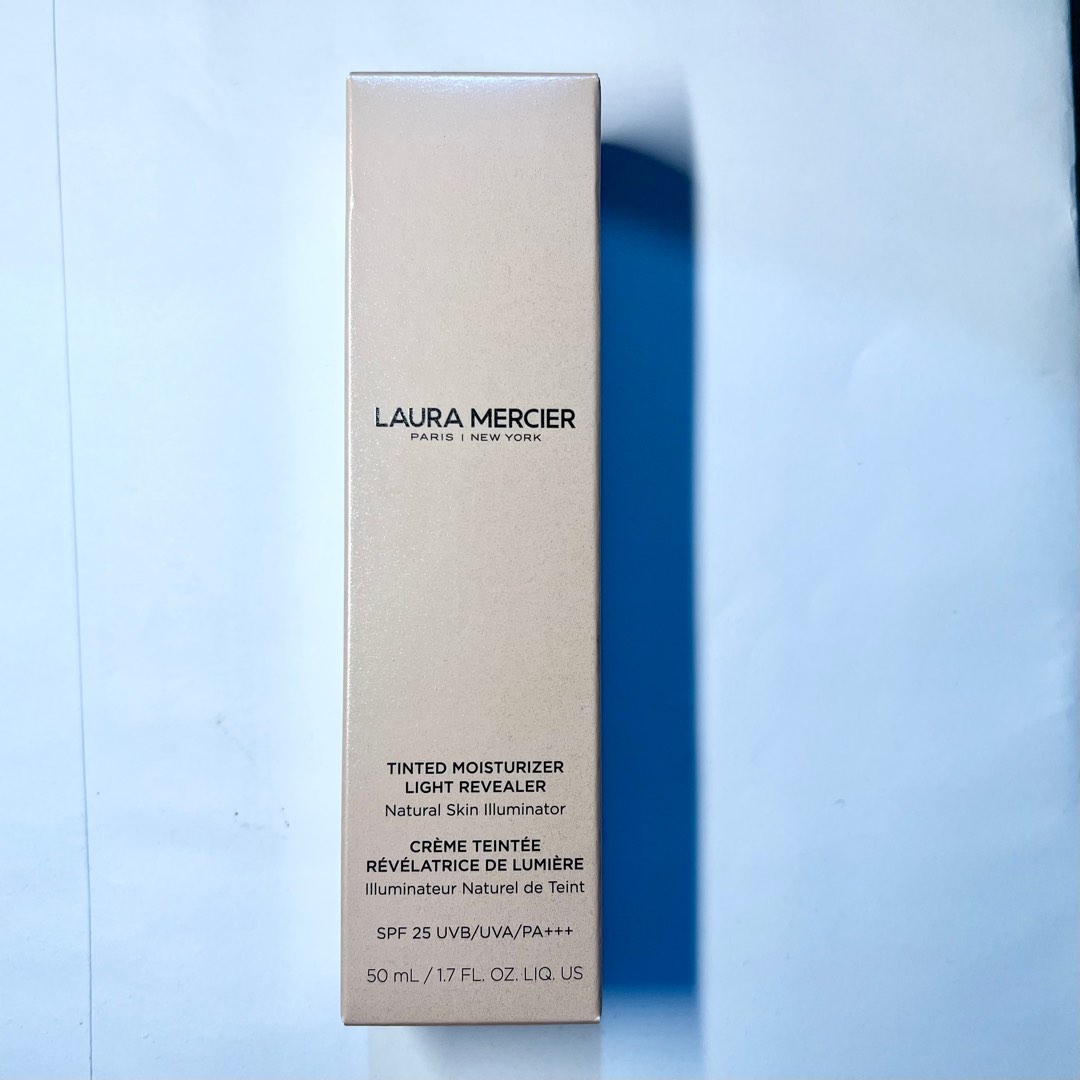 LAURA MERCIER
PARIS | NEW YORK
TINTED MOISTURIZER
LIGHT REVEALER
Natural Skin Illuminator
CRÈME TEINTÉE
RÉVÉLATRICE DE LUMIÈRE
Illuminateur Naturel de Teint
SPF 25 UVB/UVA/PA+++
50 mL / 1.7 FL. OZ. LIQ. US